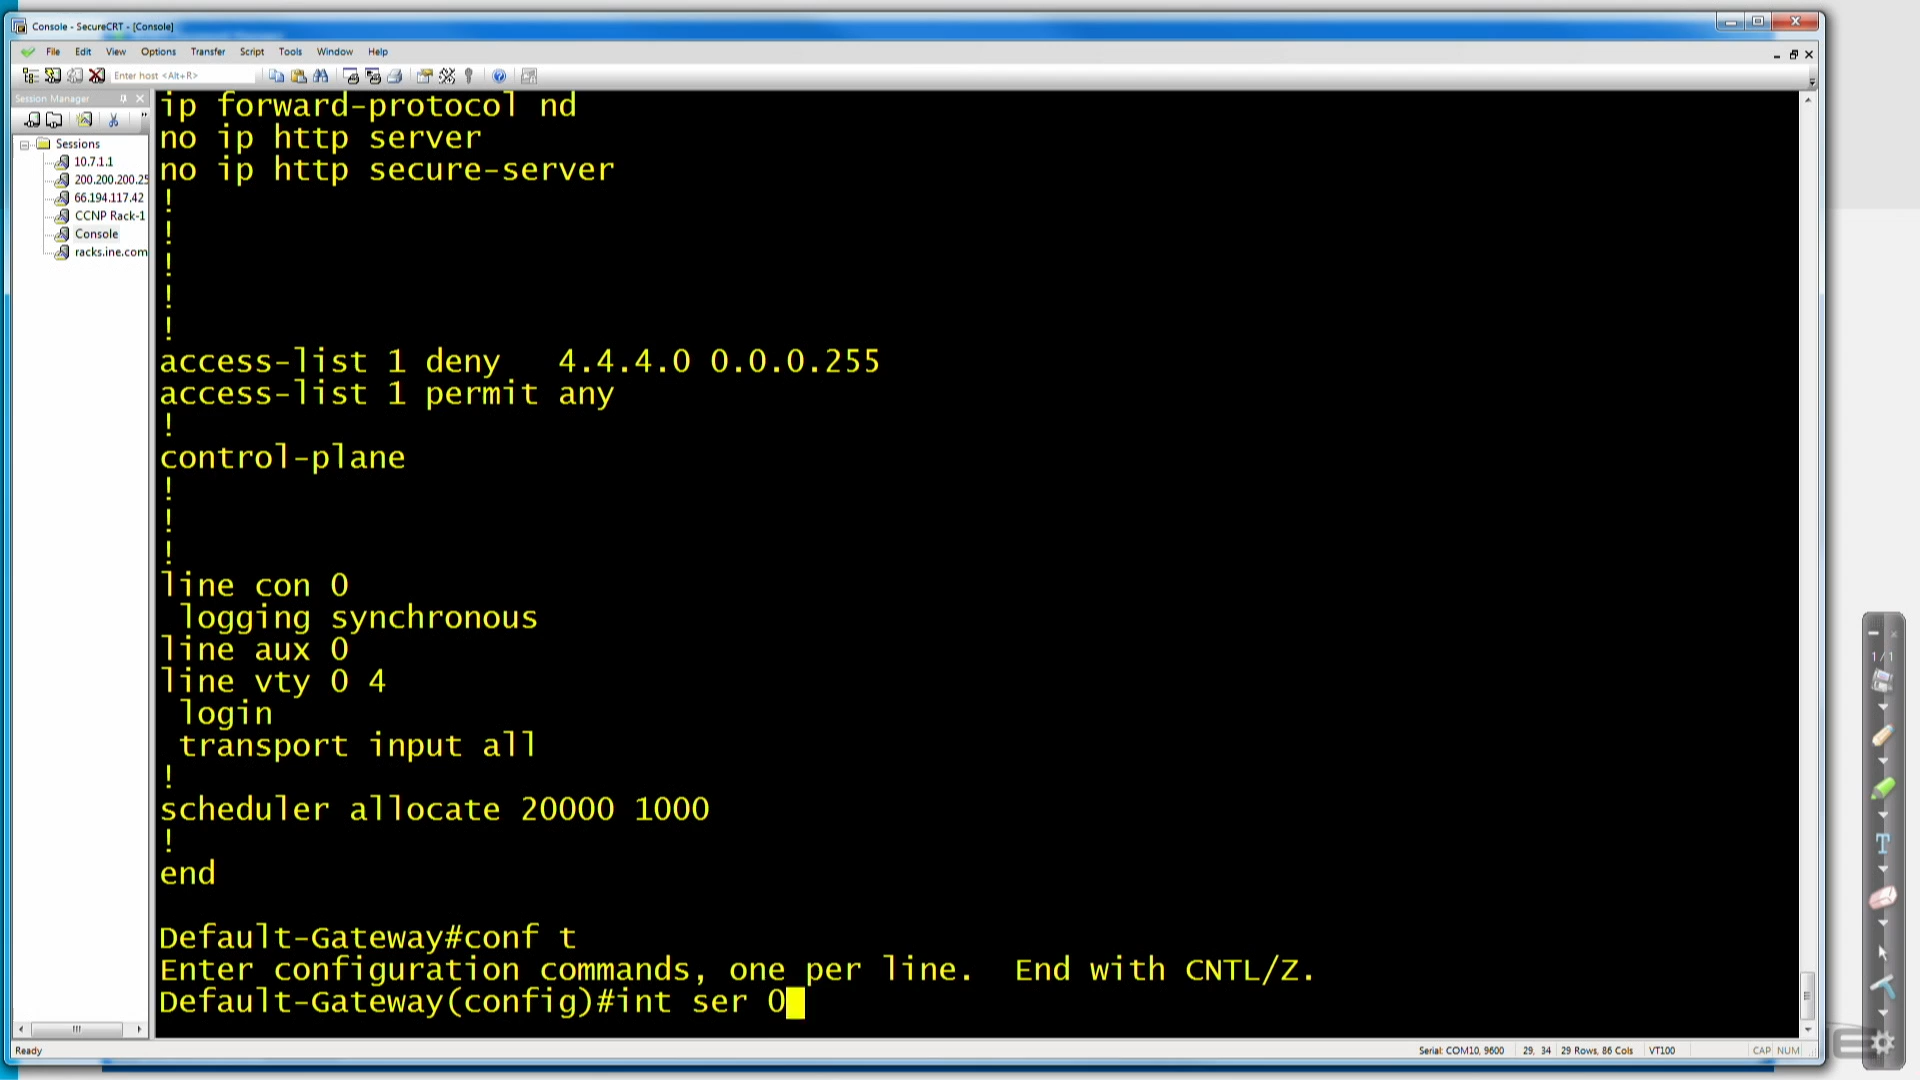 Console - SecureCRT - [Console]
File Edit View Options Transfer Script Tools Window Help
Enter host <Alt+R>
Session Manager
Sessions
10.7.1.1
200.200.200.25
66.194.117.42
CCNP Rack-1
Console
racks.ine.com
ip forward-protocol nd
no ip http server
no ip http secure-server
!
!
!
!
!
access-list 1 deny   4.4.4.0 0.0.0.255
access-list 1 permit any
!
control-plane
!
!
!
line con 0
 logging synchronous
line aux 0
line vty 0 4
 login
 transport input all
!
scheduler allocate 20000 1000
!
end
Default-Gateway#conf t
Enter configuration commands, one per line.  End with CNTL/Z.
Default-Gateway(config)#int ser 0
1/1
T
Ready
Serial: COM10, 9600 29, 34 29 Rows, 86 Cols VT100 CAP NUM